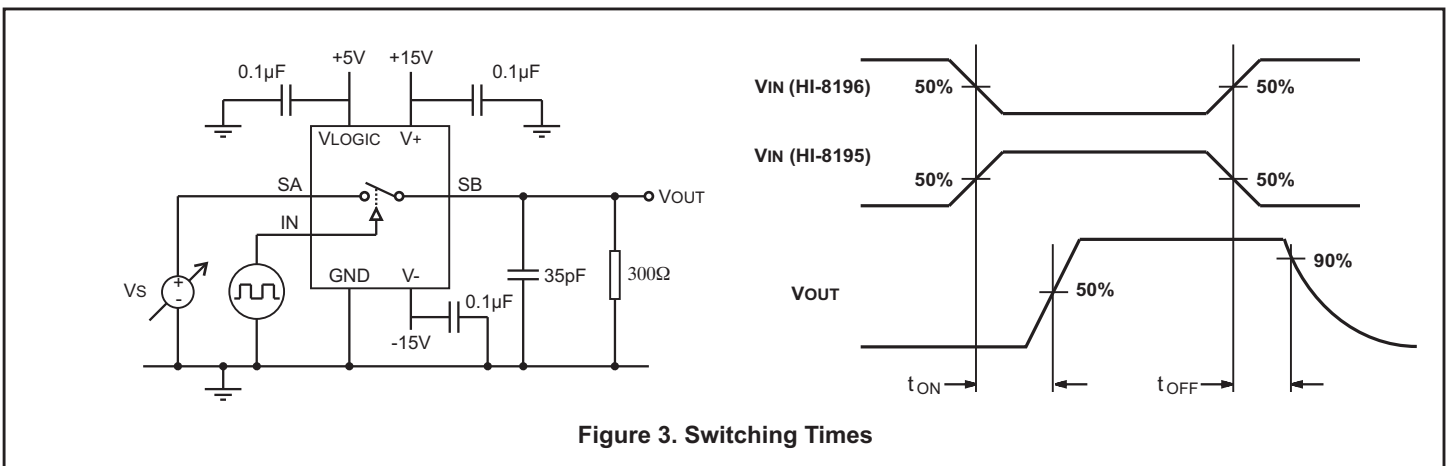 +5V
+15V
0.1µF
0.1µF
VLOGIC
V+
SA
SB
VOUT
IN
GND
V-
VS
+
-
35pF
300Ω
0.1µF
-15V
VIN (HI-8196)
50%
50%
VIN (HI-8195)
50%
50%
VOUT
50%
90%
tON
tOFF
Figure 3. Switching Times